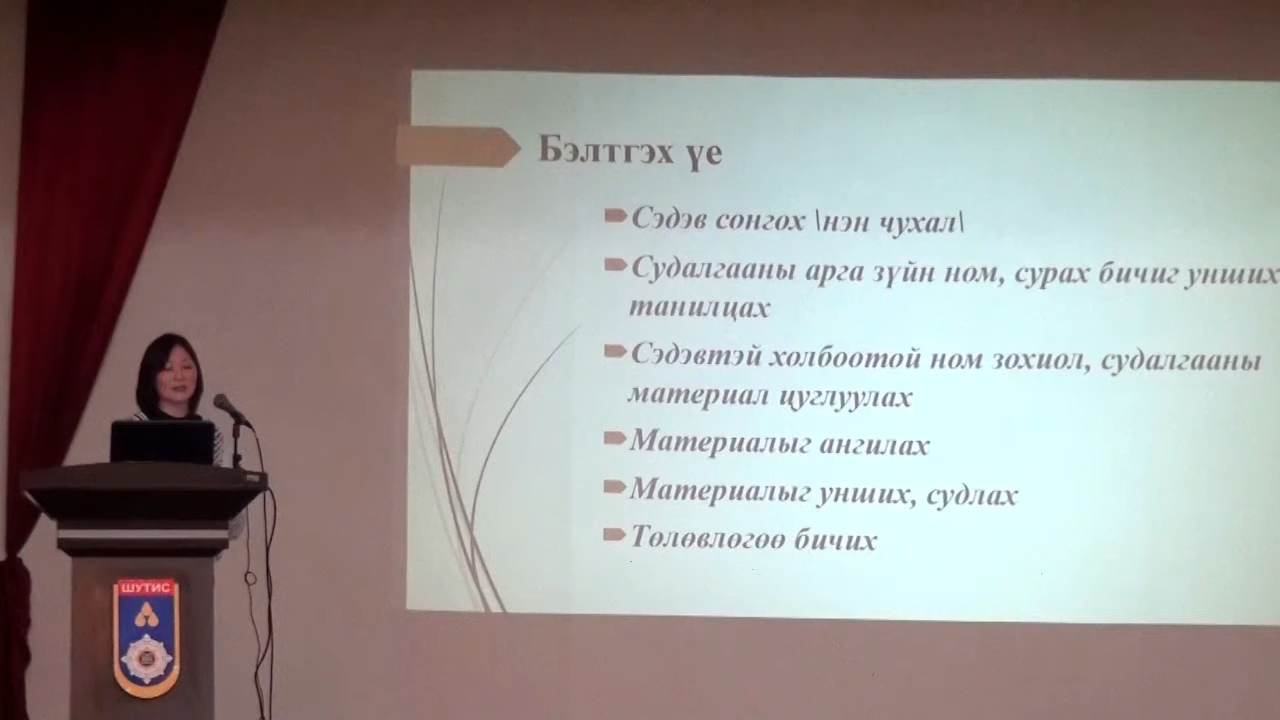 Бэлтгэх үе
Сэдэв сонгох \нэн чухал\
Судалгааны арга зүйн ном, сурах бичиг унших
танилцах
Сэдэвтэй холбоотой ном зохиол, судалгааны
материал цуглуулах
Материалыг ангилах
Материалыг унших, судлах
Төлөвлөгөө бичих
ШУТИС